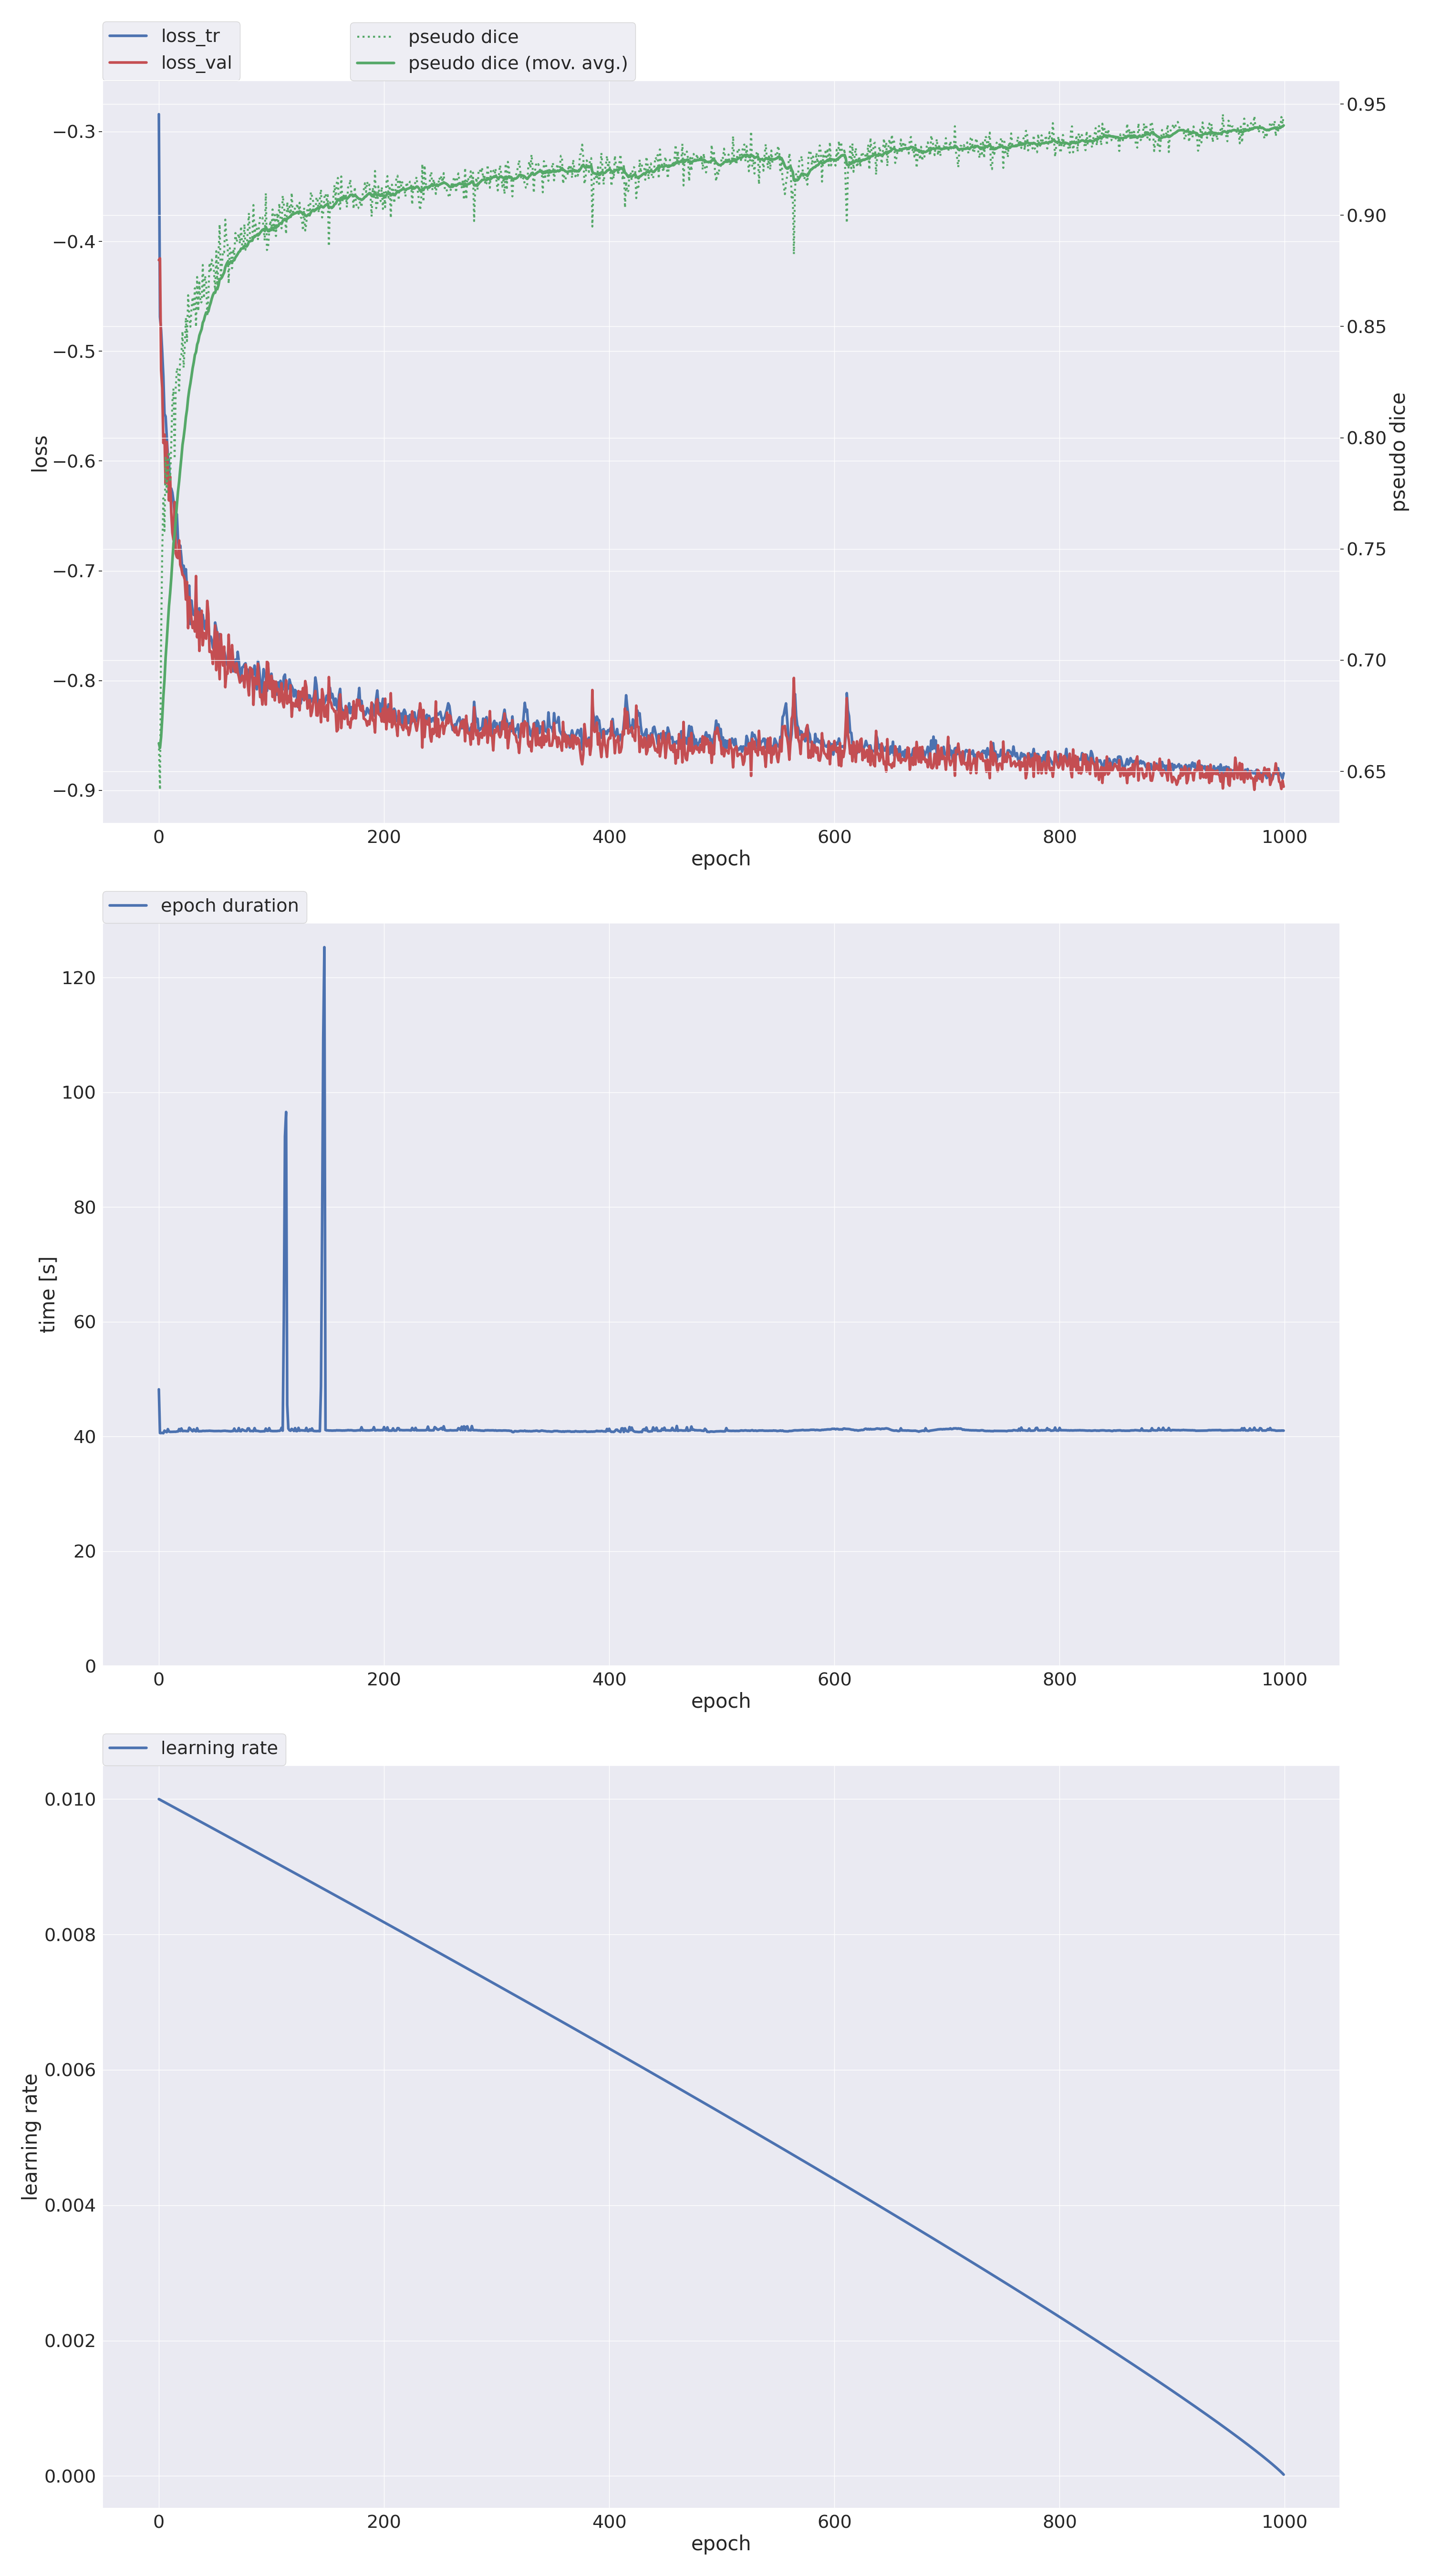 loss_tr
loss_val
pseudo dice
pseudo dice (mov. avg.)
−0.3
−0.4
−0.5
−0.6
−0.7
−0.8
−0.9
loss
0.95
0.90
0.85
0.80
0.75
0.70
0.65
pseudo dice
0 200 400 600 800 1000
epoch
epoch duration
120
100
80
60
40
20
0
time [s]
0 200 400 600 800 1000
epoch
learning rate
0.010
0.008
0.006
0.004
0.002
0.000
learning rate
0 200 400 600 800 1000
epoch